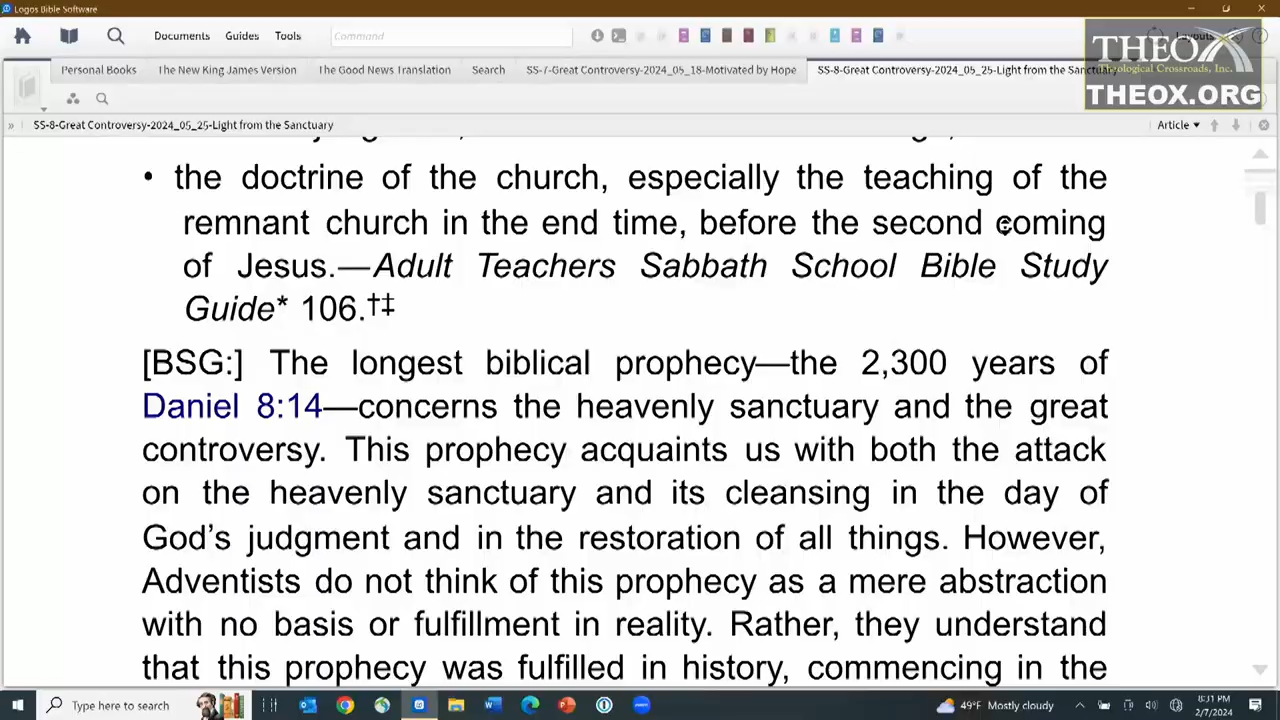 Logos Bible Software
Documents Guides Tools Command
THEOX
Theological Crossroads, Inc.
THEOX.ORG
Personal Books The New King James Version The Good Ne SS-7-Great Controversy-2024_05_18-Motivated by Hope SS-8-Great Controversy-2024_05_25-Light from the Sanctuary
» SS-8-Great Controversy-2024_05_25-Light from the Sanctuary Article
• the doctrine of the church, especially the teaching of the
remnant church in the end time, before the second coming
of Jesus.—Adult Teachers Sabbath School Bible Study
Guide* 106.†‡
[BSG:] The longest biblical prophecy—the 2,300 years of
Daniel 8:14—concerns the heavenly sanctuary and the great
controversy. This prophecy acquaints us with both the attack
on the heavenly sanctuary and its cleansing in the day of
God’s judgment and in the restoration of all things. However,
Adventists do not think of this prophecy as a mere abstraction
with no basis or fulfillment in reality. Rather, they understand
that this prophecy was fulfilled in history, commencing in the
Type here to search 49°F Mostly cloudy 8:31 PM
2/7/2024